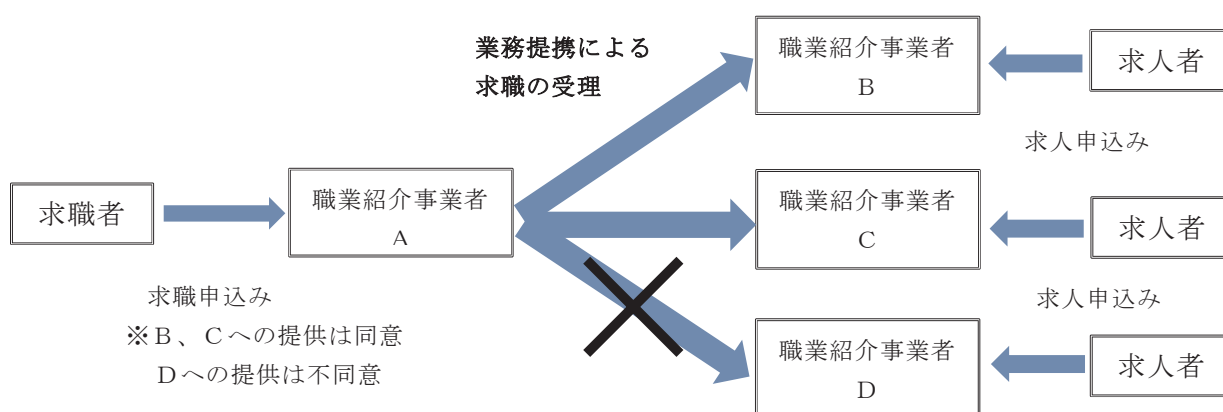 業務提携による
求職の受理
職業紹介事業者
B
求人者
求人申込み
求職者
職業紹介事業者
A
職業紹介事業者
C
求人者
求職申込み
※B、Cへの提供は同意
Dへの提供は不同意
求人申込み
職業紹介事業者
D
求人者